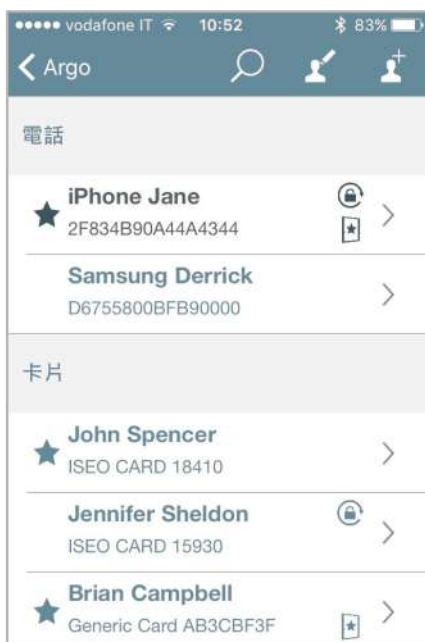 vodafone IT 10:52 83%
Argo
電話
iPhone Jane
2F834B90A44A4344
Samsung Derrick
D6755800BFB90000
卡片
John Spencer
ISEO CARD 18410
Jennifer Sheldon
ISEO CARD 15930
Brian Campbell
Generic Card AB3CBF3F